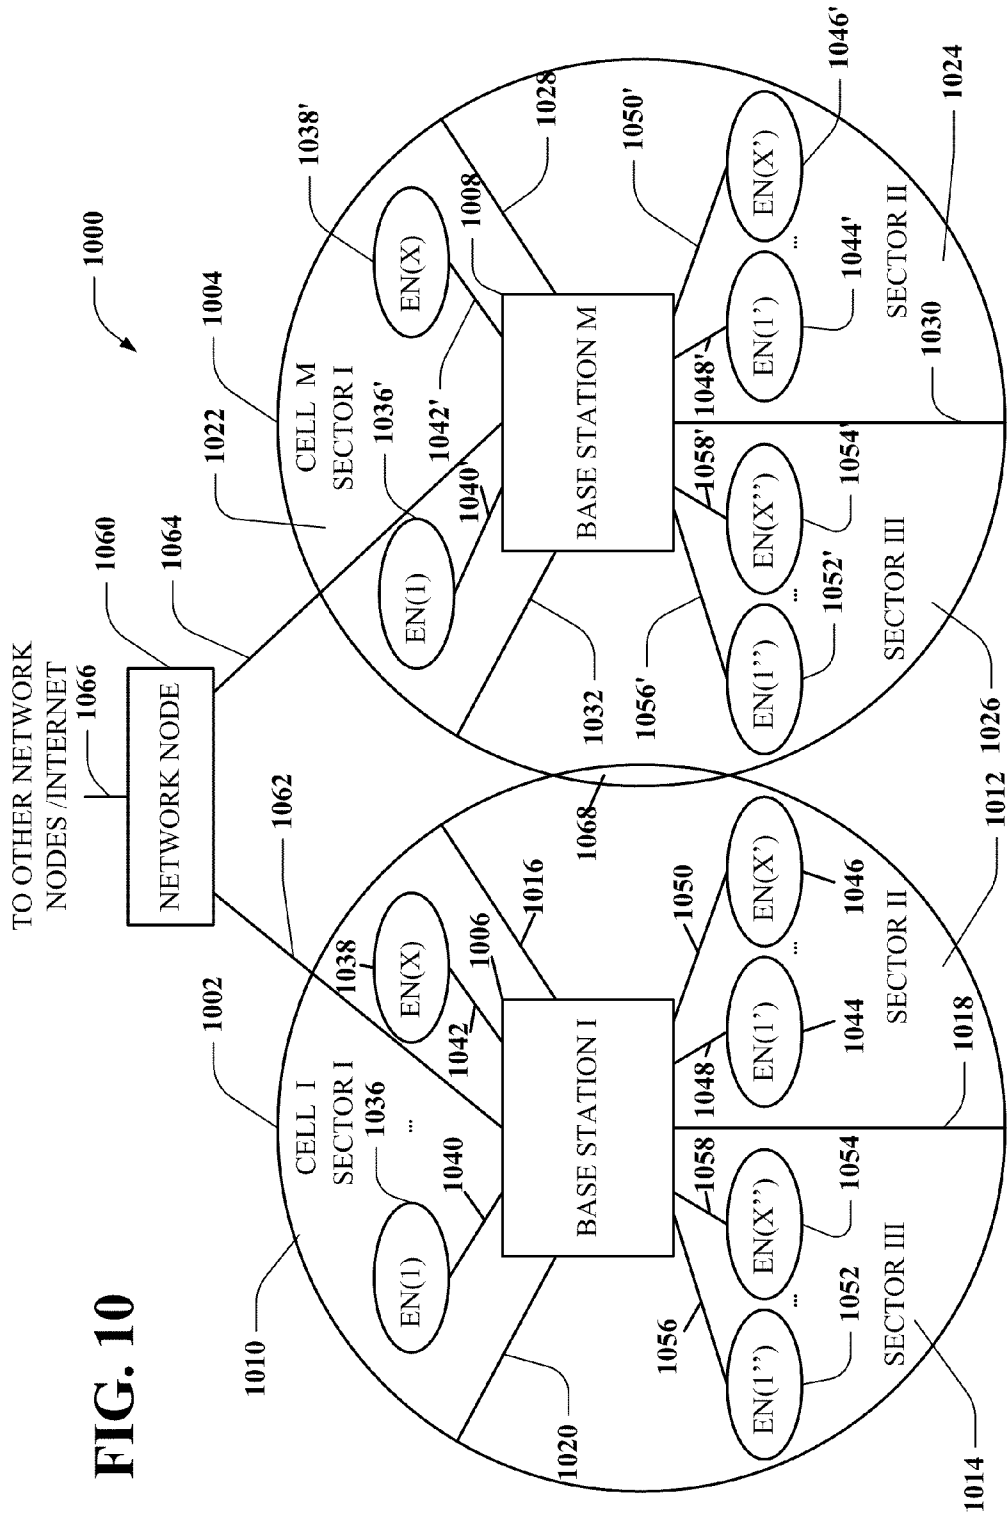 FIG. 10
TO OTHER NETWORK
NODES /INTERNET
1066
1000
NETWORK NODE
1060
1062
1064
1002
1004
1010
1022
CELL I
SECTOR I
1036
...
1038
EN(1)
EN(X)
1040
1042
1006
1016
1020
BASE STATION I
1056
1058
1048
1050
EN(1'')
...
EN(X'')
EN(1')
...
EN(X')
1052
1054
1044
1046
SECTOR III
SECTOR II
1014
1018
1012
1068
CELL M
SECTOR I
1036'
1038'
EN(1)
EN(X)
1040'
1042'
1008
1028
1032
BASE STATION M
1056'
1058'
1048'
1050'
EN(1'')
...
EN(X'')
EN(1')
...
EN(X')
1052'
1054'
1044'
1046'
SECTOR III
SECTOR II
1026
1030
1024